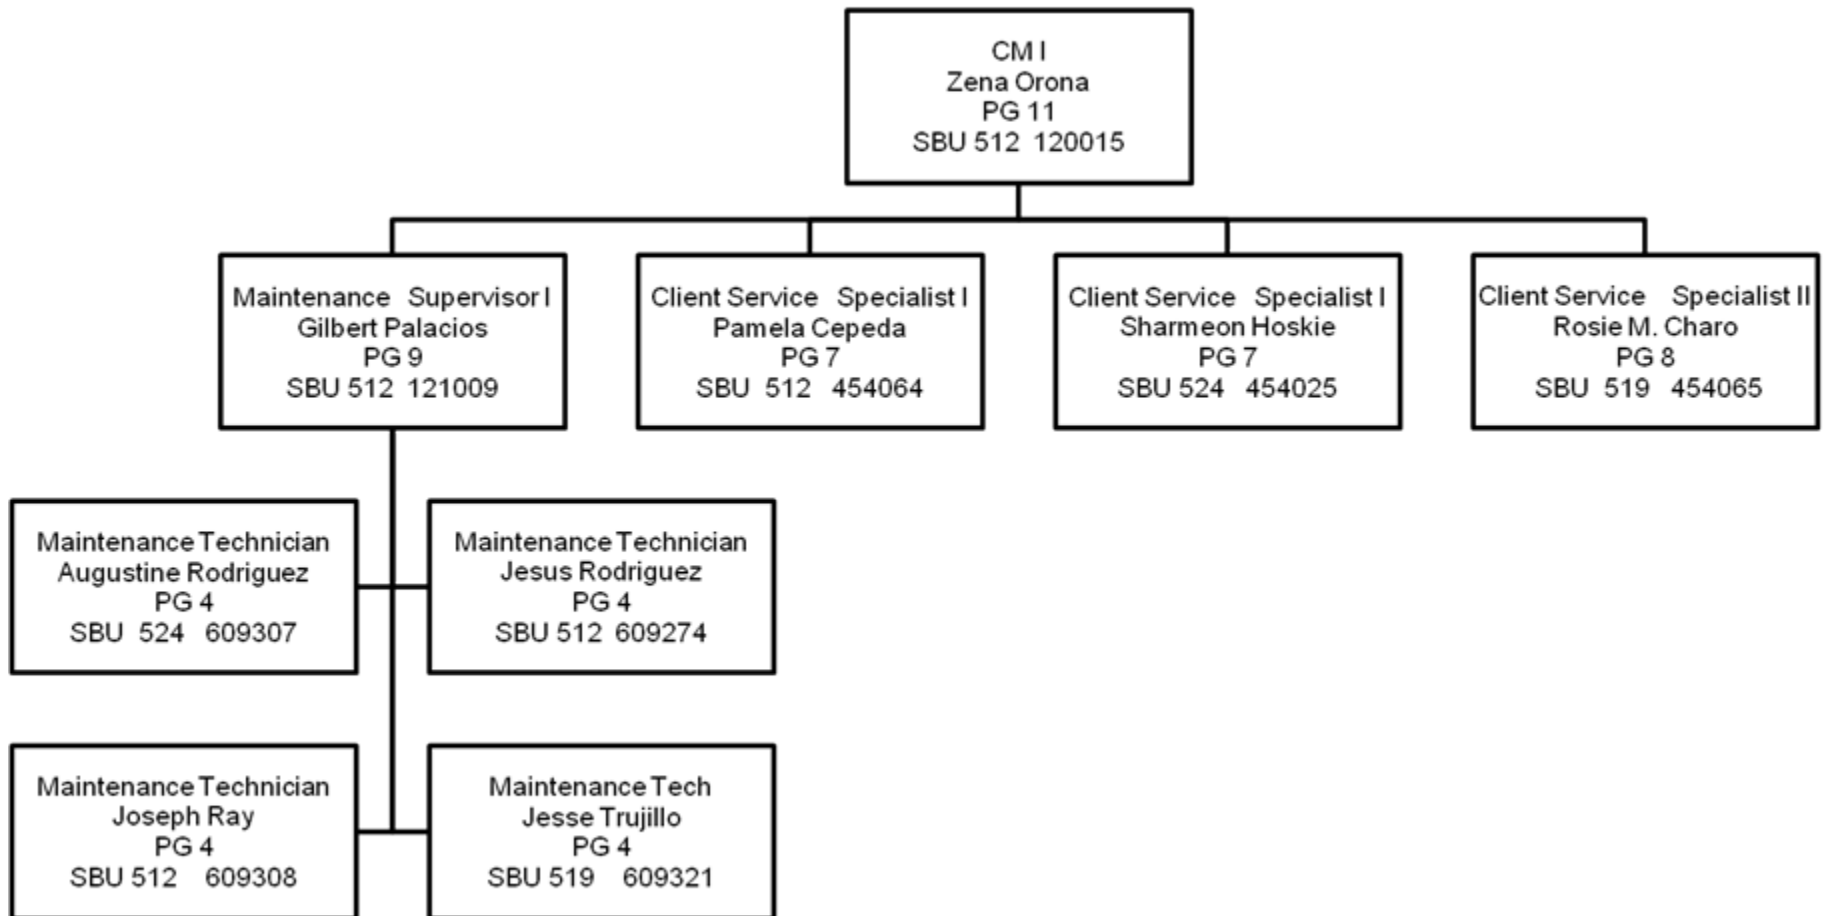 CM I
Zena Orona
PG 11
SBU 512 120015
Maintenance Supervisor I
Gilbert Palacios
PG 9
SBU 512 121009
Client Service Specialist I
Pamela Cepeda
PG 7
SBU 512 454064
Client Service Specialist I
Sharmeon Hoskie
PG 7
SBU 524 454025
Client Service Specialist II
Rosie M. Charo
PG 8
SBU 519 454065
Maintenance Technician
Augustine Rodriguez
PG 4
SBU 524 609307
Maintenance Technician
Jesus Rodriguez
PG 4
SBU 512 609274
Maintenance Technician
Joseph Ray
PG 4
SBU 512 609308
Maintenance Tech
Jesse Trujillo
PG 4
SBU 519 609321